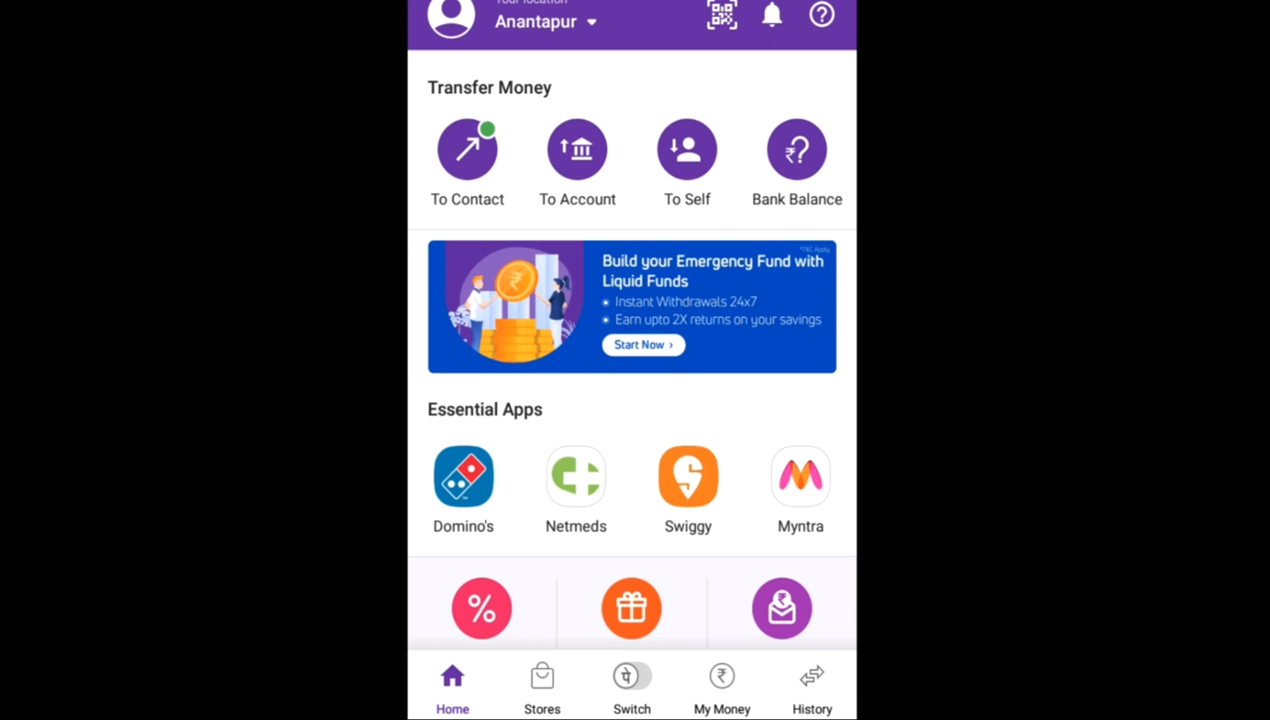 Your location
Anantapur
Transfer Money
To Contact
To Account
To Self
Bank Balance
*T&C Apply
Build your Emergency Fund with
Liquid Funds
Instant Withdrawals 24x7
Earn upto 2X returns on your savings
Start Now ›
Essential Apps
Domino's
Netmeds
Swiggy
Myntra
Home
Stores
पे
Switch
My Money
History